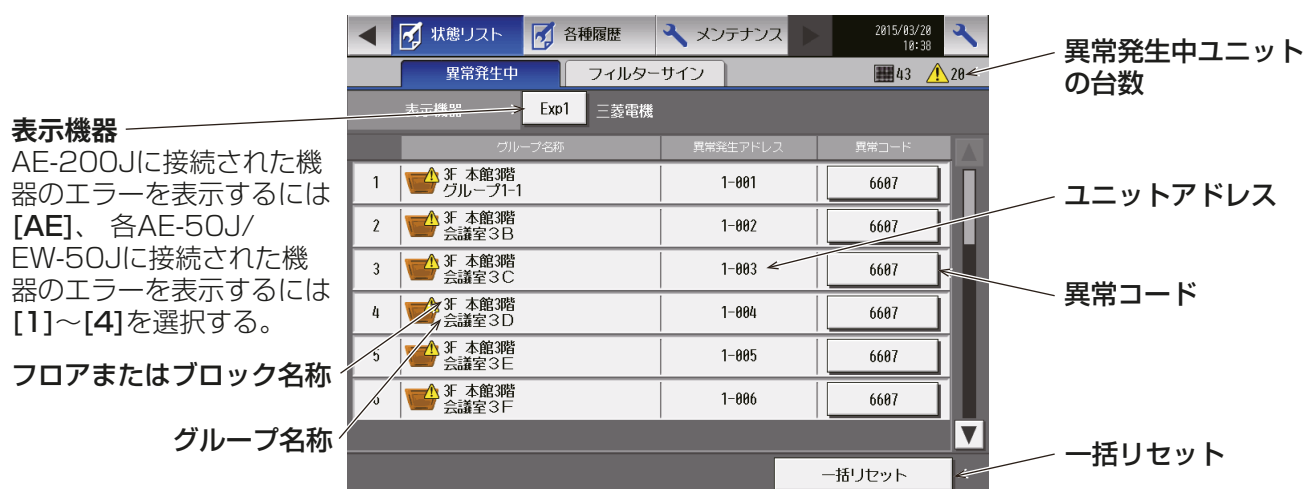 状態リスト 各種履歴 メンテナンス 2015/03/20
10:38
異常発生中 フィルターサイン 43 20
表示機器 Exp1 三菱電機
グループ名称 異常発生アドレス 異常コード
1 3F 本館3階
グループ1-1 1-001 6607
2 3F 本館3階
会議室3B 1-002 6607
3 3F 本館3階
会議室3C 1-003 6607
4 3F 本館3階
会議室3D 1-004 6607
5 3F 本館3階
会議室3E 1-005 6607
3F 本館3階
会議室3F 1-006 6607
一括リセット
表示機器
AE-200Jに接続された機
器のエラーを表示するには
[AE]、 各AE-50J/
EW-50Jに接続された機
器のエラーを表示するには
[1]～[4]を選択する。
フロアまたはブロック名称
グループ名称
異常発生中ユニット
の台数
ユニットアドレス
異常コード
一括リセット